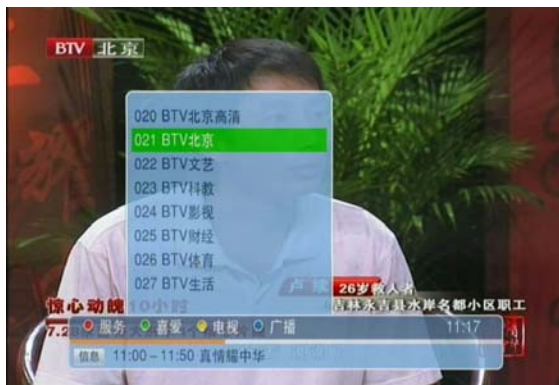 BTV 北京
020 BTV北京高清
021 BTV北京
022 BTV文艺
023 BTV科教
024 BTV影视
025 BTV财经
026 BTV体育
027 BTV生活
26岁救人者
惊心动魄10小时
吉林永吉县水岸名都小区职工
服务 喜爱 电视 广播 11:17
信息 11:00 – 11:50 真情耀中华